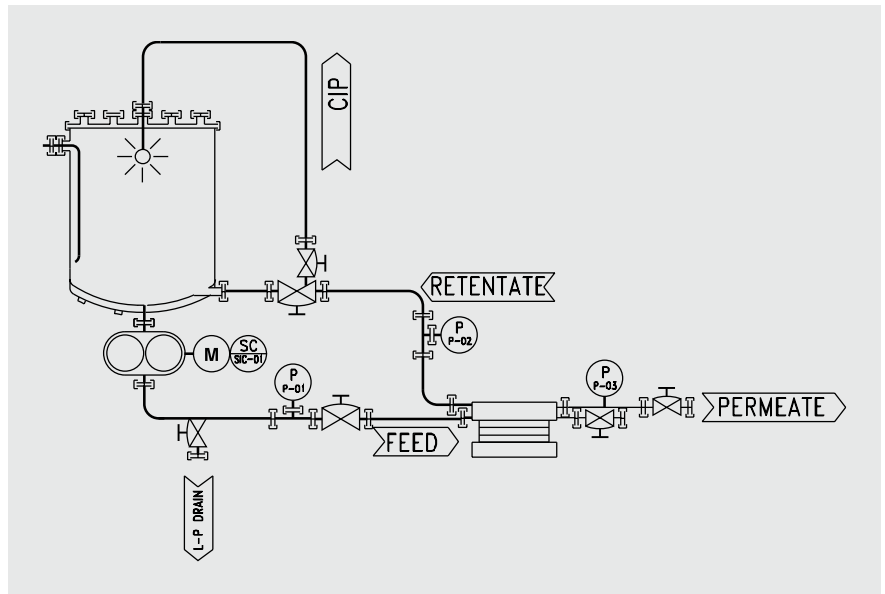 CIP
RETENTATE
P
P-02
M
SC
SIC-01
P
P-01
P
P-03
PERMEATE
FEED
L-P DRAIN